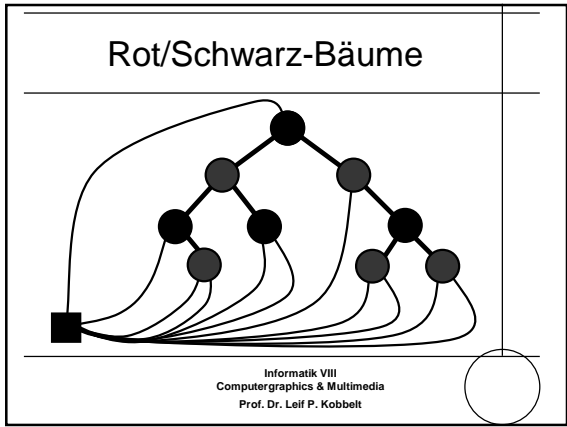 Rot/Schwarz-Bäume
Informatik VIII
Computergraphics & Multimedia
Prof. Dr. Leif P. Kobbelt